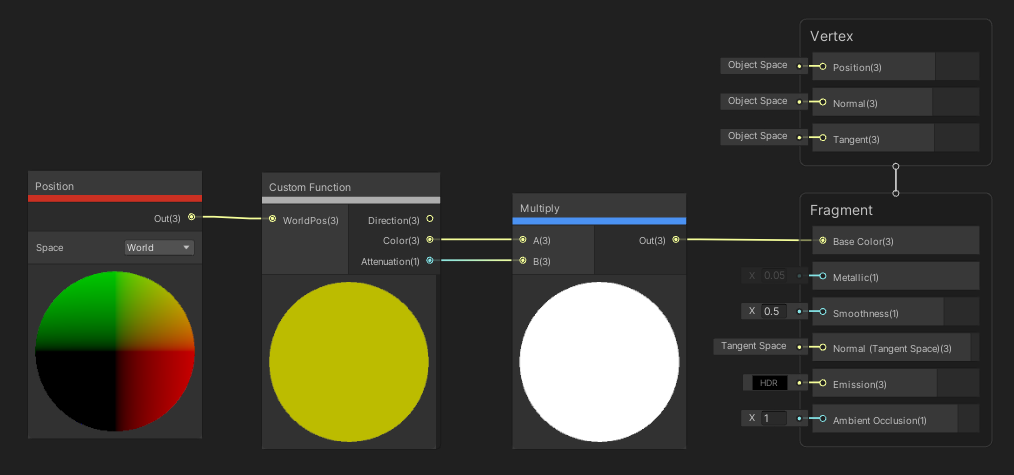 Vertex
Object Space
Position(3)
Object Space
Normal(3)
Object Space
Tangent(3)
Position
Out(3)
Space
World
Custom Function
WorldPos(3)
Direction(3)
Color(3)
Attenuation(1)
Multiply
A(3)
B(3)
Out(3)
Fragment
Base Color(3)
X 0.05
Metallic(1)
X 0.5
Smoothness(1)
Tangent Space
Normal (Tangent Space)(3)
HDR
Emission(3)
X 1
Ambient Occlusion(1)